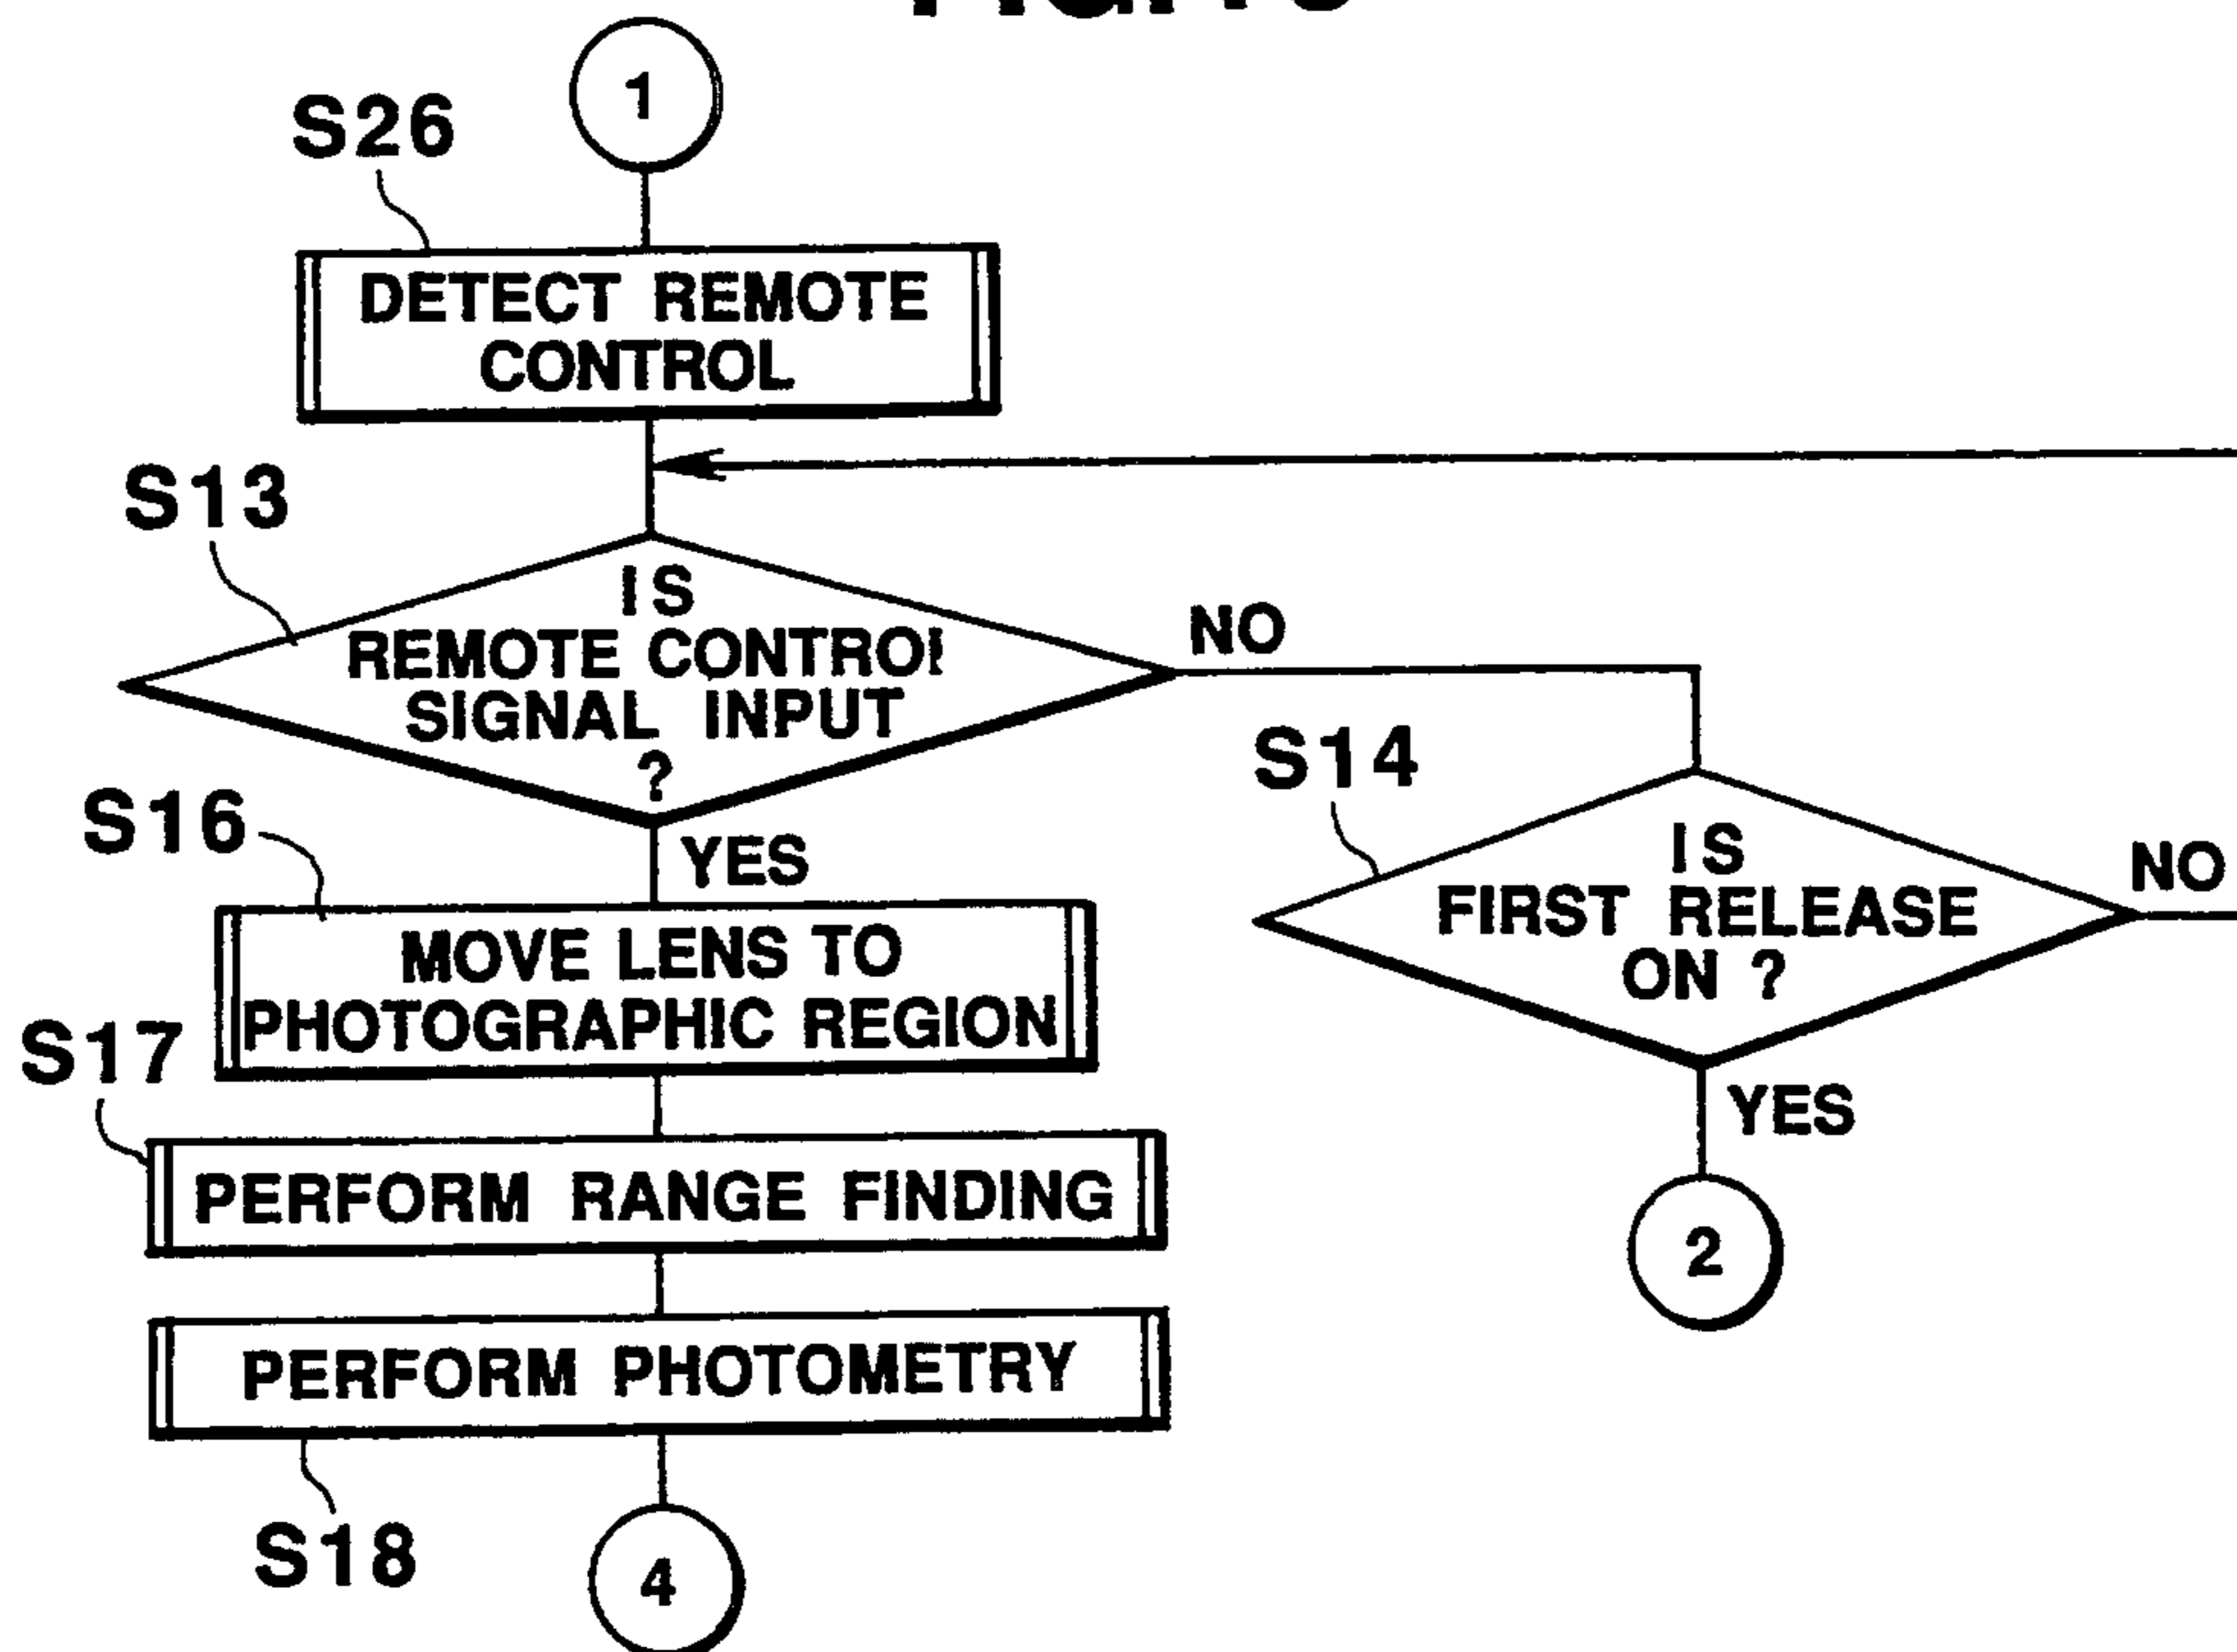 1
S26
DETECT REMOTE
CONTROL
S13
IS
REMOTE CONTROL
SIGNAL INPUT
?
NO
YES
S14
IS
FIRST RELEASE
ON ?
NO
YES
2
S16
MOVE LENS TO
PHOTOGRAPHIC REGION
S17
PERFORM RANGE FINDING
PERFORM PHOTOMETRY
S18
4